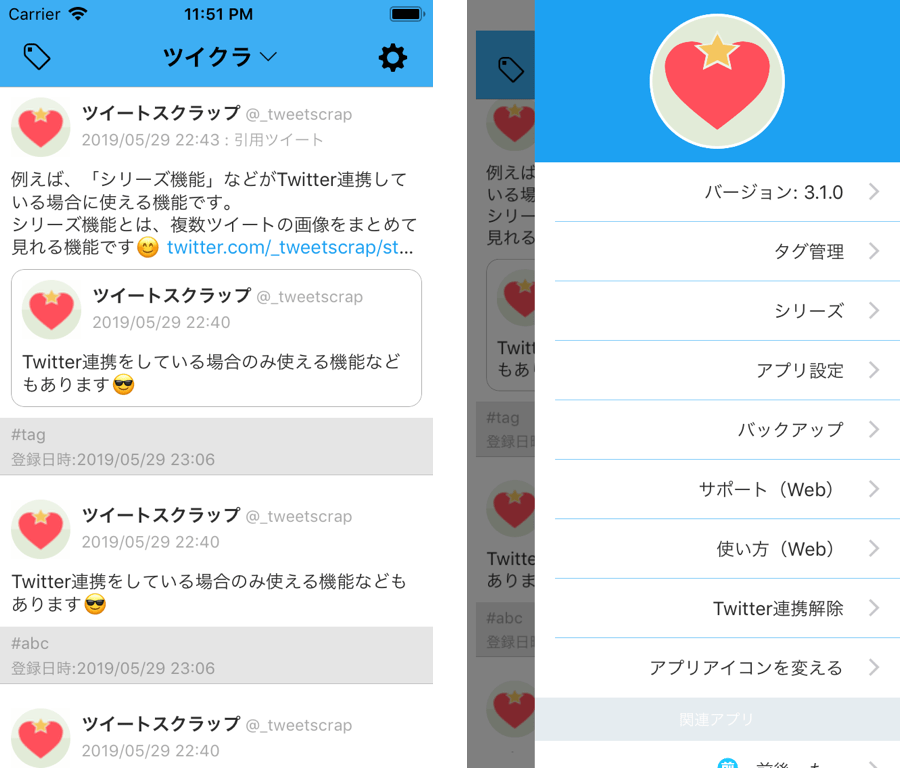 Carrier 11:51 PM
ツイクラ
ツイートスクラップ @_tweetscrap
2019/05/29 22:43 : 引用ツイート
例えば、「シリーズ機能」などがTwitter連携して
いる場合に使える機能です。
シリーズ機能とは、複数ツイートの画像をまとめて
見れる機能です😊 twitter.com/_tweetscrap/st...
ツイートスクラップ @_tweetscrap
2019/05/29 22:40
Twitter連携をしている場合のみ使える機能など
もあります😎
#tag
登録日時:2019/05/29 23:06
ツイートスクラップ @_tweetscrap
2019/05/29 22:40
Twitter連携をしている場合のみ使える機能なども
あります😎
#abc
登録日時:2019/05/29 23:06
ツイートスクラップ @_tweetscrap
2019/05/29 22:40
例えば
いる場
シリー
見れる
Twitt
もあり
#tag
登録日
Twitte
ありま
#abc
登録日
バージョン: 3.1.0
タグ管理
シリーズ
アプリ設定
バックアップ
サポート（Web）
使い方（Web）
Twitter連携解除
アプリアイコンを変える
関連アプリ